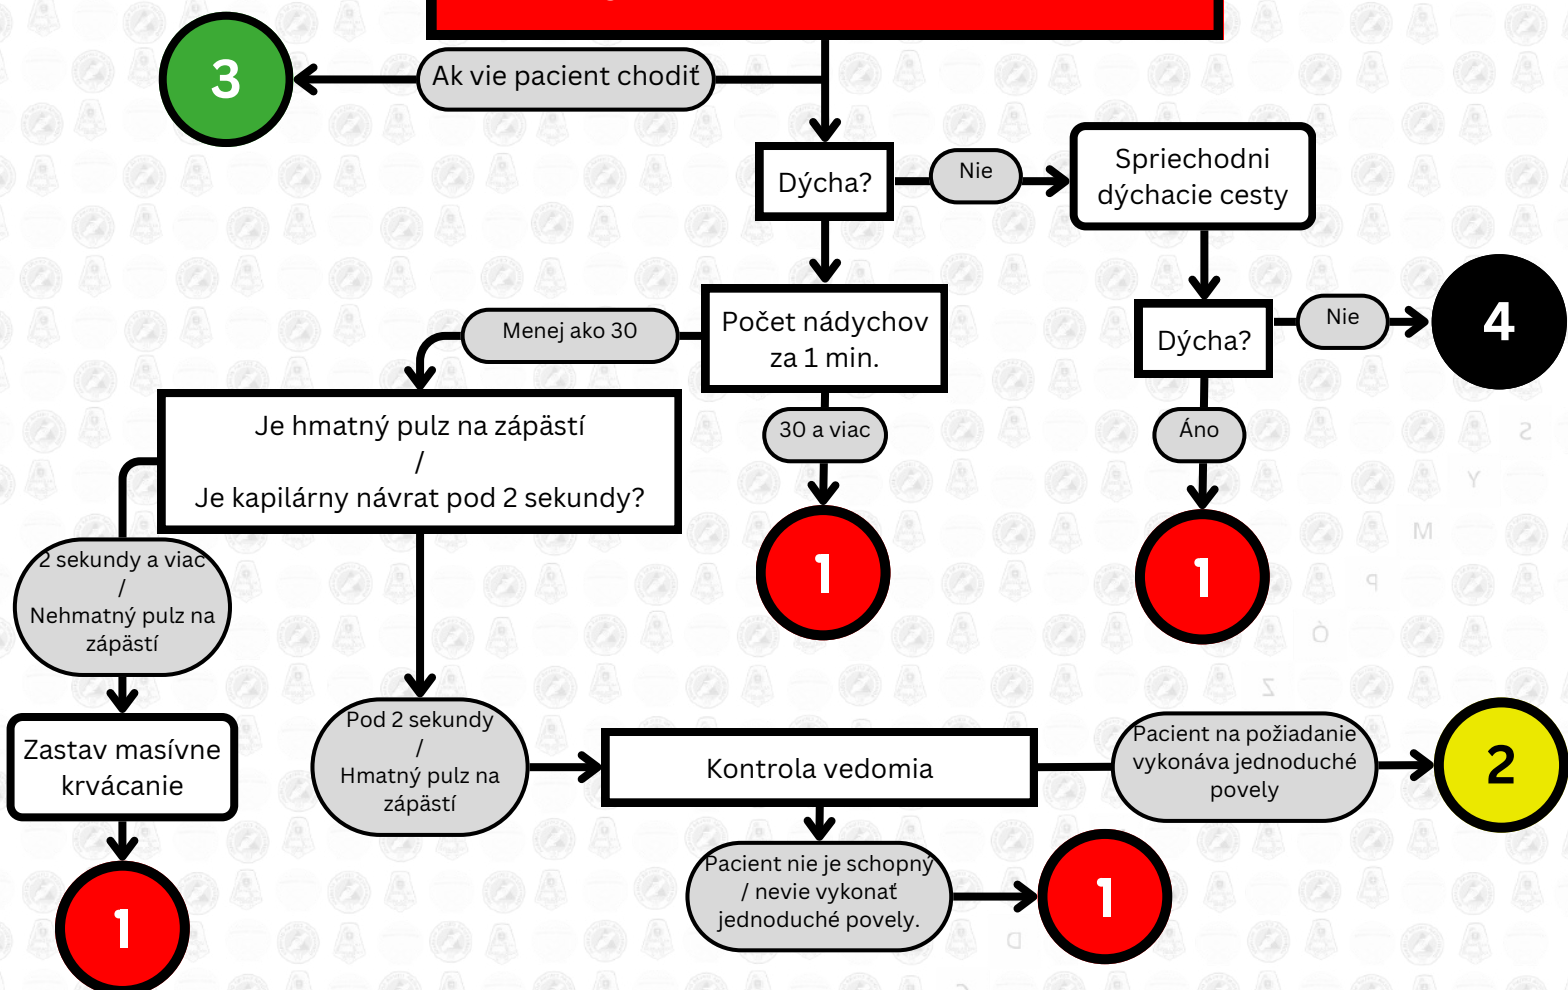 3
Ak vie pacient chodiť
Dýcha?
Nie
Spriechodni
dýchacie cesty
Počet nádychov
za 1 min.
Menej ako 30
Dýcha?
Nie
4
Je hmatný pulz na zápästí
/
Je kapilárny návrat pod 2 sekundy?
30 a viac
Áno
1
1
2 sekundy a viac
/
Nehmatný pulz na
zápästí
Zastav masívne
krvácanie
1
Pod 2 sekundy
/
Hmatný pulz na
zápästí
Kontrola vedomia
Pacient na požiadanie
vykonáva jednoduché
povely
2
Pacient nie je schopný
/ nevie vykonať
jednoduché povely.
1
S
Y
M
P
Ó
Z
D